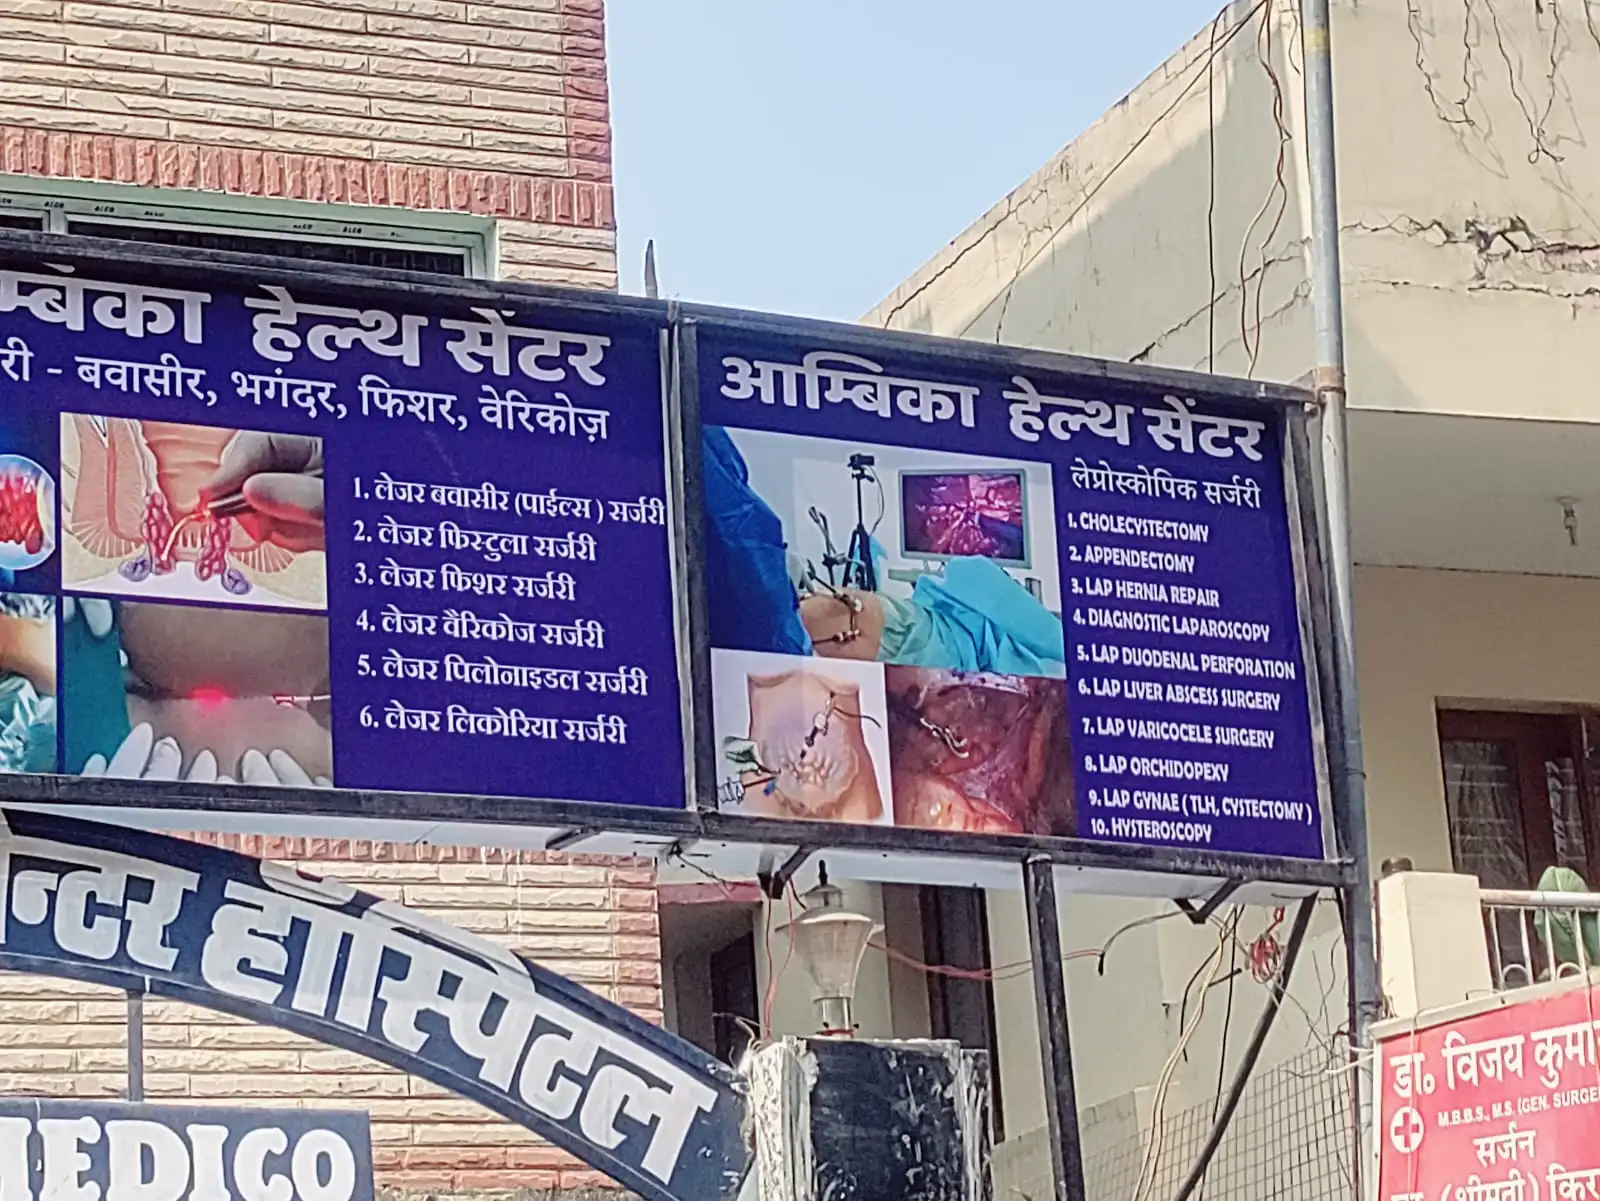 म्बिका हेल्थ सेंटर
री - बवासीर, भगंदर, फिशर, वेरिकोज़
1. लेजर बवासीर (पाईल्स ) सर्जरी
2. लेजर फिस्टुला सर्जरी
3. लेजर फिशर सर्जरी
4. लेजर वैरिकोज सर्जरी
5. लेजर पिलोनाइडल सर्जरी
6. लेजर लिकोरिया सर्जरी
आम्बिका हेल्थ सेंटर
लेप्रोस्कोपिक सर्जरी
1. CHOLECYSTECTOMY
2. APPENDECTOMY
3. LAP HERNIA REPAIR
4. DIAGNOSTIC LAPAROSCOPY
5. LAP DUODENAL PERFORATION
6. LAP LIVER ABSCESS SURGERY
7. LAP VARICOCELE SURGERY
8. LAP ORCHIDOPEXY
9. LAP GYNAE ( TLH, CYSTECTOMY )
10. HYSTEROSCOPY
न्टर हॉस्पिटल
MEDICO
डा॰ विजय कुमा
M.B.B.S., M.S. (GEN. SURGE
सर्जन
(श्रीमती) किर